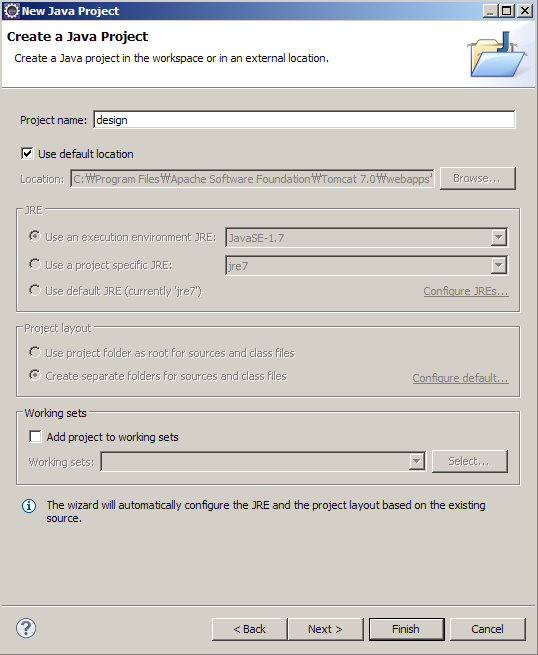 New Java Project
Create a Java Project
Create a Java project in the workspace or in an external location.
Project name: design
Use default location
Location: C:₩Program Files₩Apache Software Foundation₩Tomcat 7.0₩webapps
Browse...
JRE
Use an execution environment JRE: JavaSE-1.7
Use a project specific JRE: jre7
Use default JRE (currently 'jre7') Configure JREs...
Project layout
Use project folder as root for sources and class files
Create separate folders for sources and class files Configure default...
Working sets
Add project to working sets
Working sets: Select...
The wizard will automatically configure the JRE and the project layout based on the existing
source.
? < Back Next > Finish Cancel